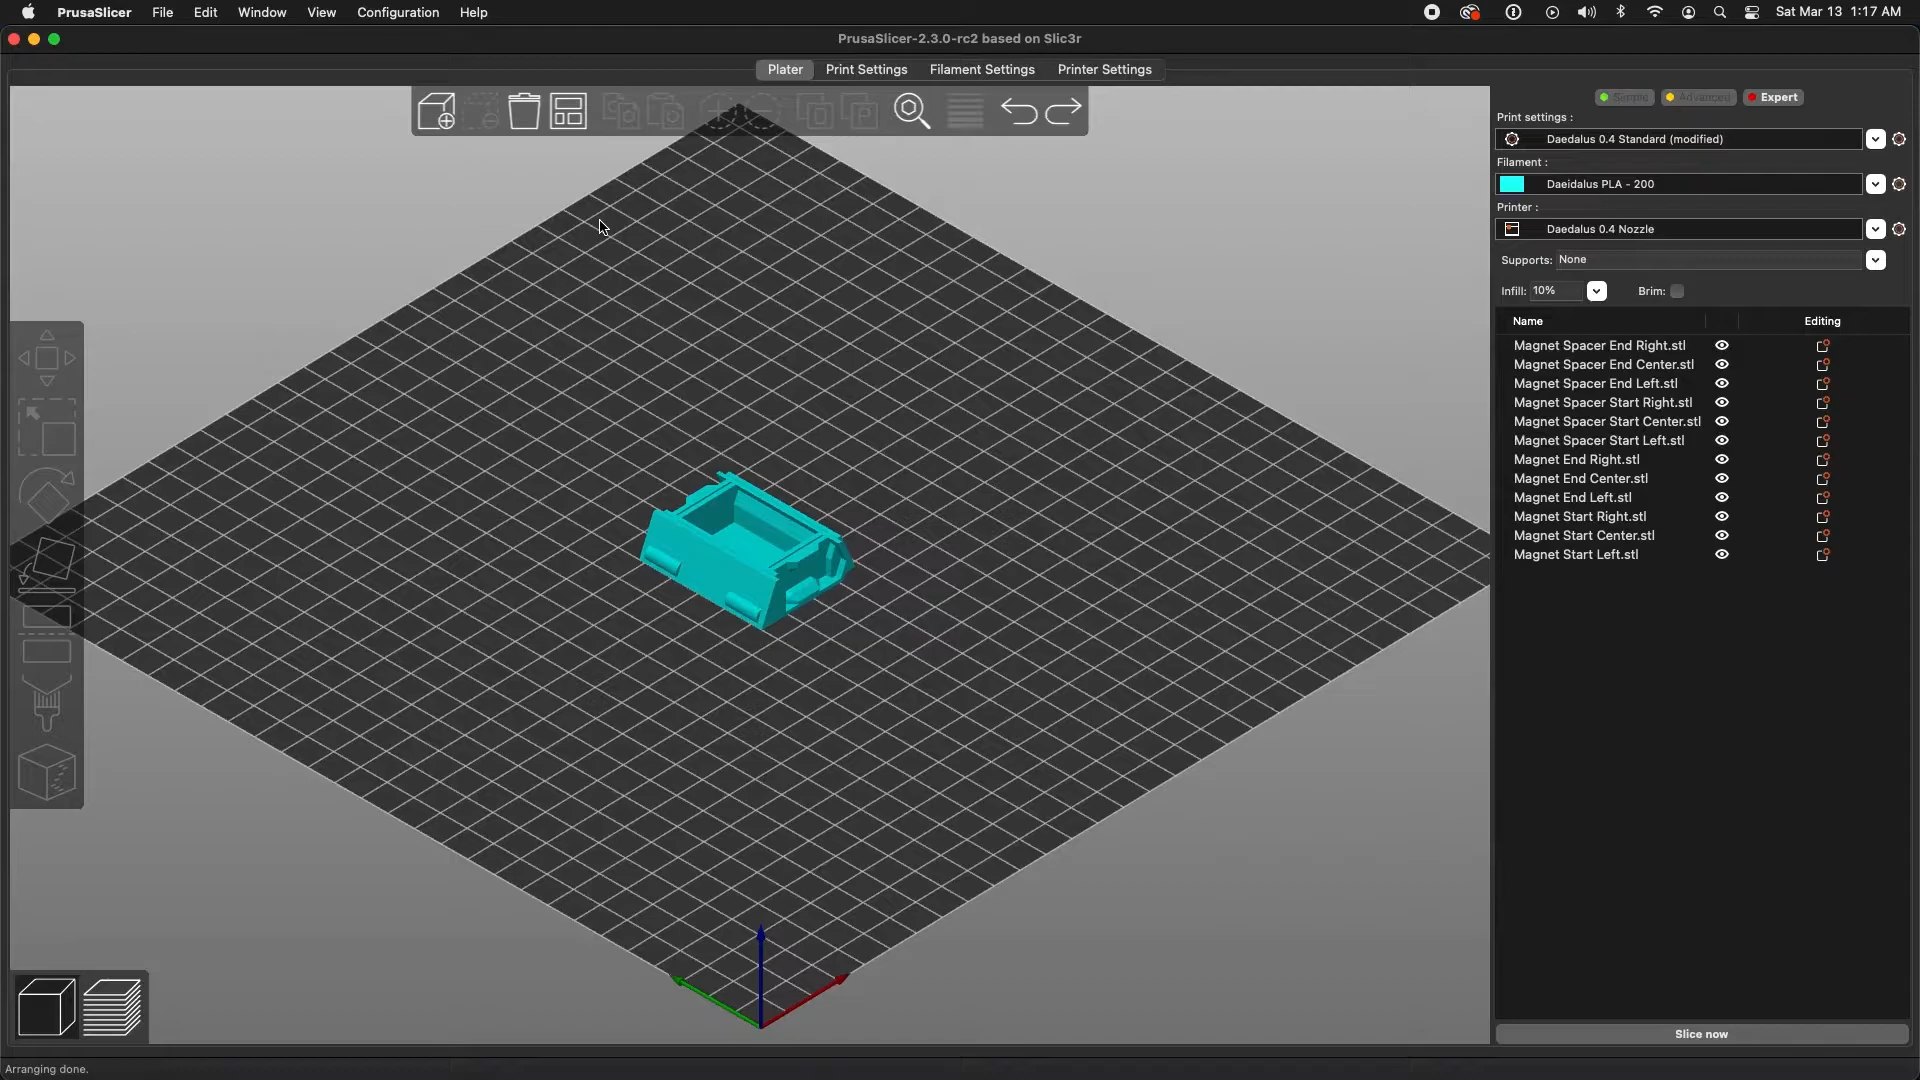 PrusaSlicer File Edit Window View Configuration Help Sat Mar 13 1:17 AM
PrusaSlicer-2.3.0-rc2 based on Slic3r
Plater Print Settings Filament Settings Printer Settings
Simple Advanced Expert
Print settings :
Daedalus 0.4 Standard (modified)
Filament :
Daeidalus PLA - 200
Printer :
Daedalus 0.4 Nozzle
Supports: None
Infill: 10% Brim:
Name Editing
Magnet Spacer End Right.stl
Magnet Spacer End Center.stl
Magnet Spacer End Left.stl
Magnet Spacer Start Right.stl
Magnet Spacer Start Center.stl
Magnet Spacer Start Left.stl
Magnet End Right.stl
Magnet End Center.stl
Magnet End Left.stl
Magnet Start Right.stl
Magnet Start Center.stl
Magnet Start Left.stl
Slice now
Arranging done.